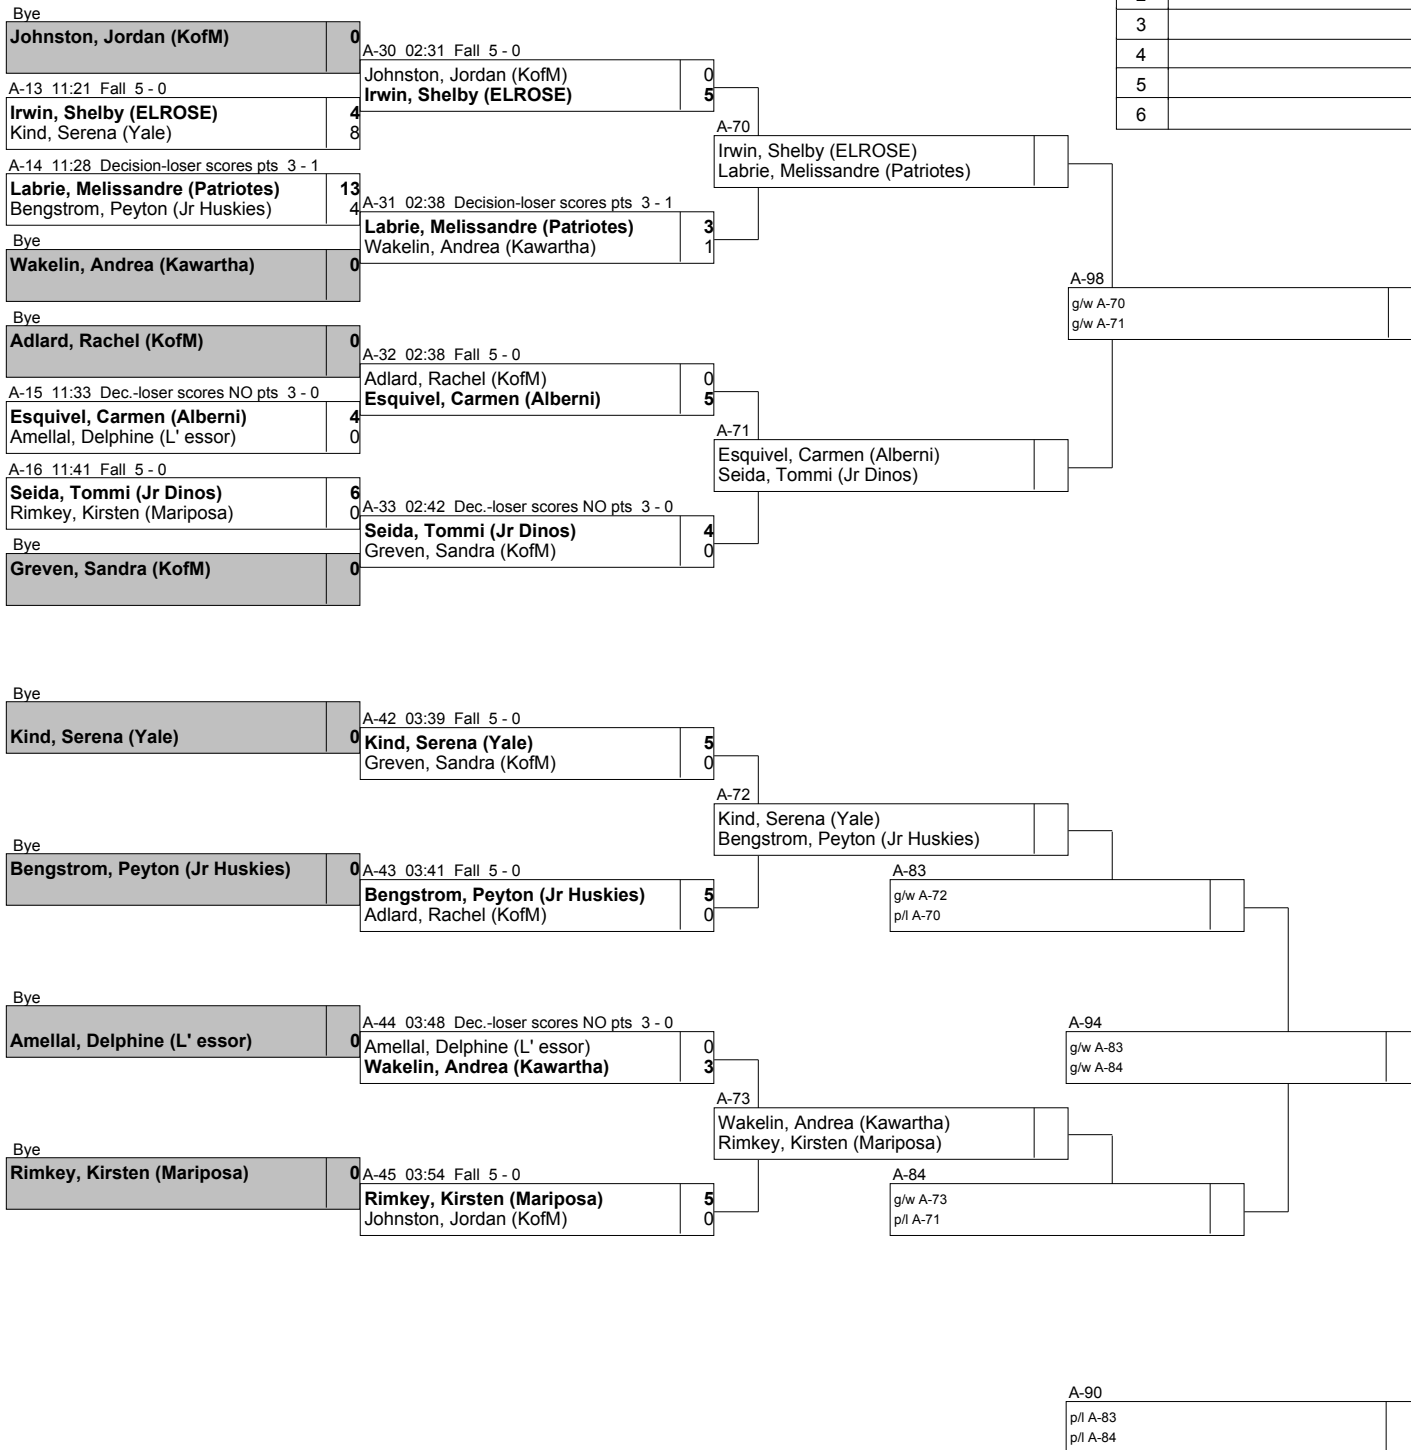 2
3
4
5
6
Bye
Johnston, Jordan (KofM) 0
A-13 11:21 Fall 5 - 0
Irwin, Shelby (ELROSE) 4
Kind, Serena (Yale) 8
A-14 11:28 Decision-loser scores pts 3 - 1
Labrie, Melissandre (Patriotes) 13
Bengstrom, Peyton (Jr Huskies) 4
Bye
Wakelin, Andrea (Kawartha) 0
Bye
Adlard, Rachel (KofM) 0
A-15 11:33 Dec.-loser scores NO pts 3 - 0
Esquivel, Carmen (Alberni) 4
Amellal, Delphine (L' essor) 0
A-16 11:41 Fall 5 - 0
Seida, Tommi (Jr Dinos) 6
Rimkey, Kirsten (Mariposa) 0
Bye
Greven, Sandra (KofM) 0
A-30 02:31 Fall 5 - 0
Johnston, Jordan (KofM) 0
Irwin, Shelby (ELROSE) 5
A-31 02:38 Decision-loser scores pts 3 - 1
Labrie, Melissandre (Patriotes) 3
Wakelin, Andrea (Kawartha) 1
A-32 02:38 Fall 5 - 0
Adlard, Rachel (KofM) 0
Esquivel, Carmen (Alberni) 5
A-33 02:42 Dec.-loser scores NO pts 3 - 0
Seida, Tommi (Jr Dinos) 4
Greven, Sandra (KofM) 0
A-70
Irwin, Shelby (ELROSE)
Labrie, Melissandre (Patriotes)
A-71
Esquivel, Carmen (Alberni)
Seida, Tommi (Jr Dinos)
A-98
g/w A-70
g/w A-71
Bye
Kind, Serena (Yale) 0
Bye
Bengstrom, Peyton (Jr Huskies) 0
Bye
Amellal, Delphine (L' essor) 0
Bye
Rimkey, Kirsten (Mariposa) 0
A-42 03:39 Fall 5 - 0
Kind, Serena (Yale) 5
Greven, Sandra (KofM) 0
A-43 03:41 Fall 5 - 0
Bengstrom, Peyton (Jr Huskies) 5
Adlard, Rachel (KofM) 0
A-44 03:48 Dec.-loser scores NO pts 3 - 0
Amellal, Delphine (L' essor) 0
Wakelin, Andrea (Kawartha) 3
A-45 03:54 Fall 5 - 0
Rimkey, Kirsten (Mariposa) 5
Johnston, Jordan (KofM) 0
A-72
Kind, Serena (Yale)
Bengstrom, Peyton (Jr Huskies)
A-73
Wakelin, Andrea (Kawartha)
Rimkey, Kirsten (Mariposa)
A-83
g/w A-72
p/l A-70
A-84
g/w A-73
p/l A-71
A-94
g/w A-83
g/w A-84
A-90
p/l A-83
p/l A-84